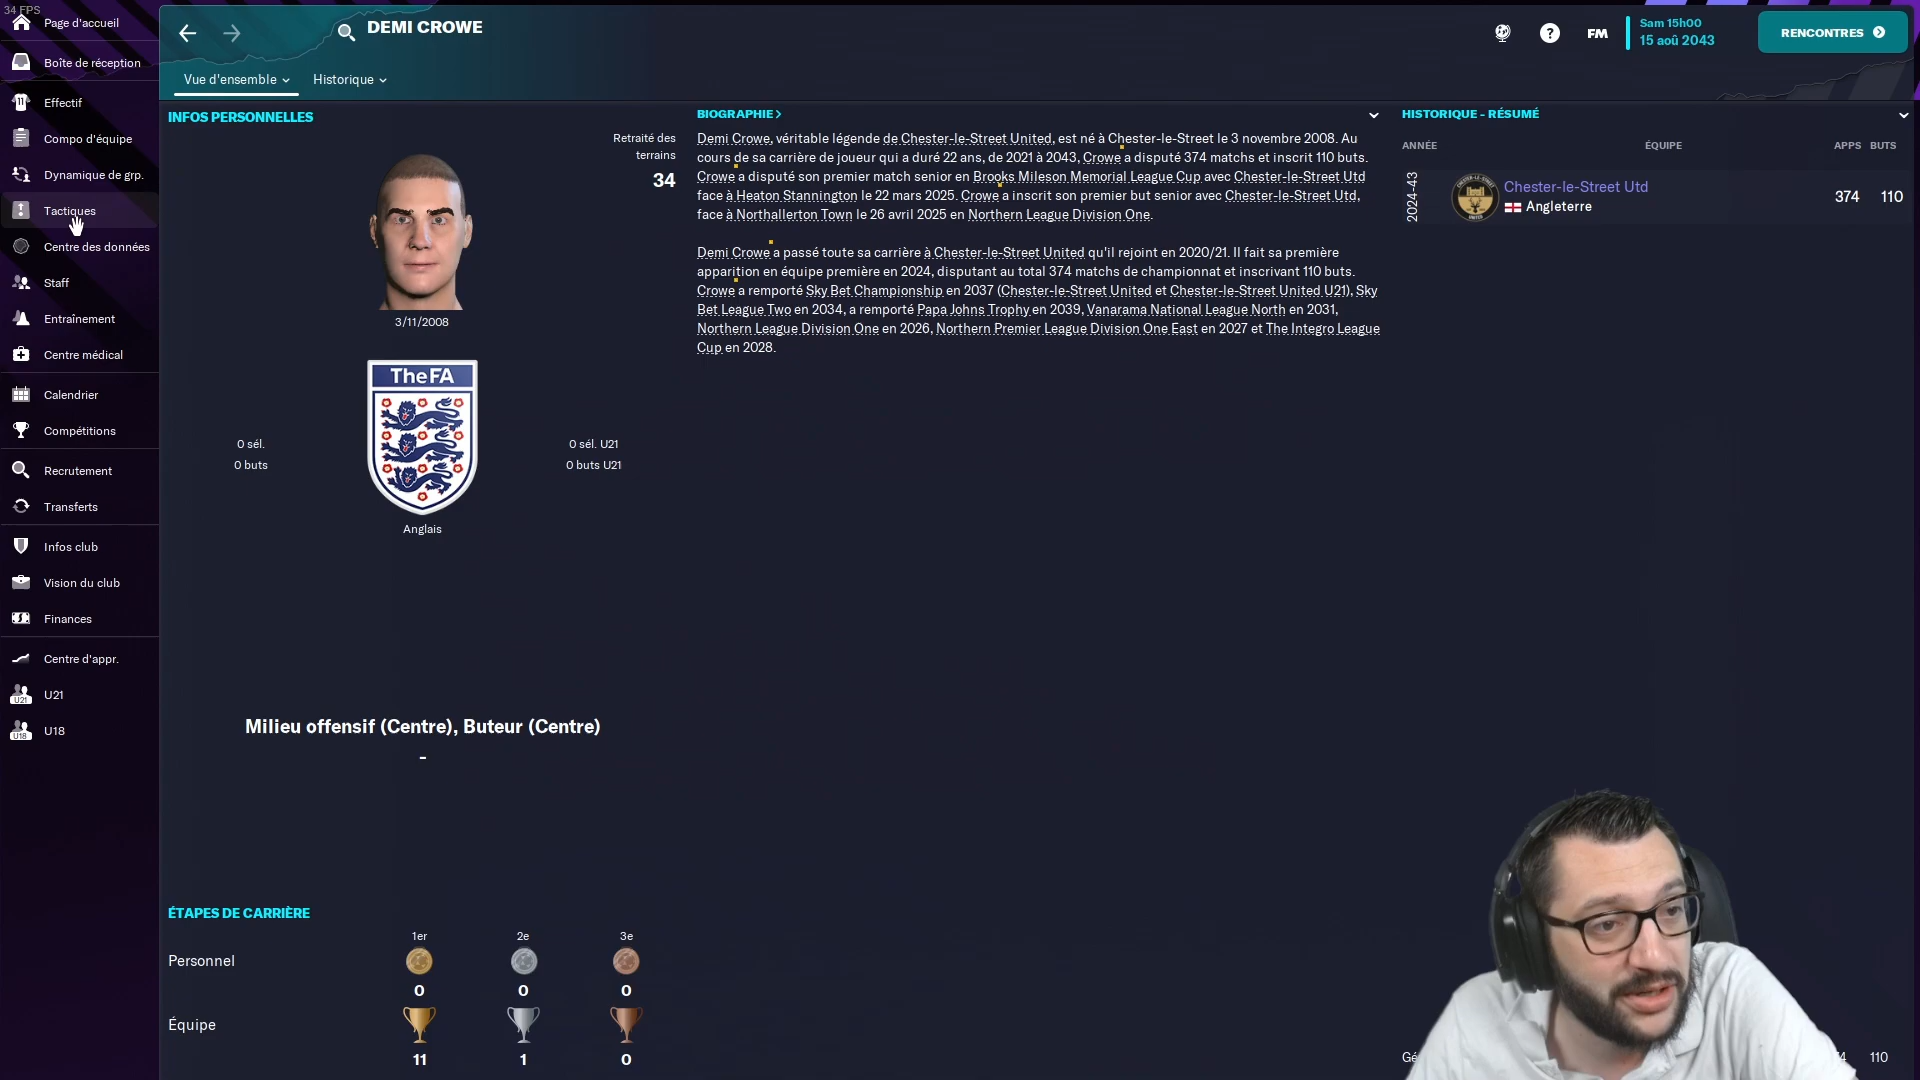 34 FPS
Page d'accueil
Boîte de réception
Effectif
Compo d'équipe
Dynamique de grp.
Tactiques
Centre des données
Staff
Entraînement
Centre médical
Calendrier
Compétitions
Recrutement
Transferts
Infos club
Vision du club
Finances
Centre d'appr.
U21
U21
U18
U18
DEMI CROWE
FM
Sam 15h00
15 aoû 2043
RENCONTRES
Vue d'ensemble
Historique
INFOS PERSONNELLES
Retraité des
terrains
34
3/11/2008
TheFA
0 sél.
0 buts
0 sél. U21
0 buts U21
Anglais
Milieu offensif (Centre), Buteur (Centre)
-
ÉTAPES DE CARRIÈRE
1er 2e 3e
Personnel
0 0 0
Équipe
11 1 0
BIOGRAPHIE >
Demi Crowe, véritable légende de Chester-le-Street United, est né à Chester-le-Street le 3 novembre 2008. Au
cours de sa carrière de joueur qui a duré 22 ans, de 2021 à 2043, Crowe a disputé 374 matchs et inscrit 110 buts.
Crowe a disputé son premier match senior en Brooks Mileson Memorial League Cup avec Chester-le-Street Utd
face à Heaton Stannington le 22 mars 2025. Crowe a inscrit son premier but senior avec Chester-le-Street Utd,
face à Northallerton Town le 26 avril 2025 en Northern League Division One.
Demi Crowe a passé toute sa carrière à Chester-le-Street United qu'il rejoint en 2020/21. Il fait sa première
apparition en équipe première en 2024, disputant au total 374 matchs de championnat et inscrivant 110 buts.
Crowe a remporté Sky Bet Championship en 2037 (Chester-le-Street United et Chester-le-Street United U21), Sky
Bet League Two en 2034, a remporté Papa Johns Trophy en 2039, Vanarama National League North en 2031,
Northern League Division One en 2026, Northern Premier League Division One East en 2027 et The Integro League
Cup en 2028.
HISTORIQUE - RÉSUMÉ
ANNÉE ÉQUIPE APPS BUTS
2024-43
Chester-le-Street Utd
Angleterre
374 110
110